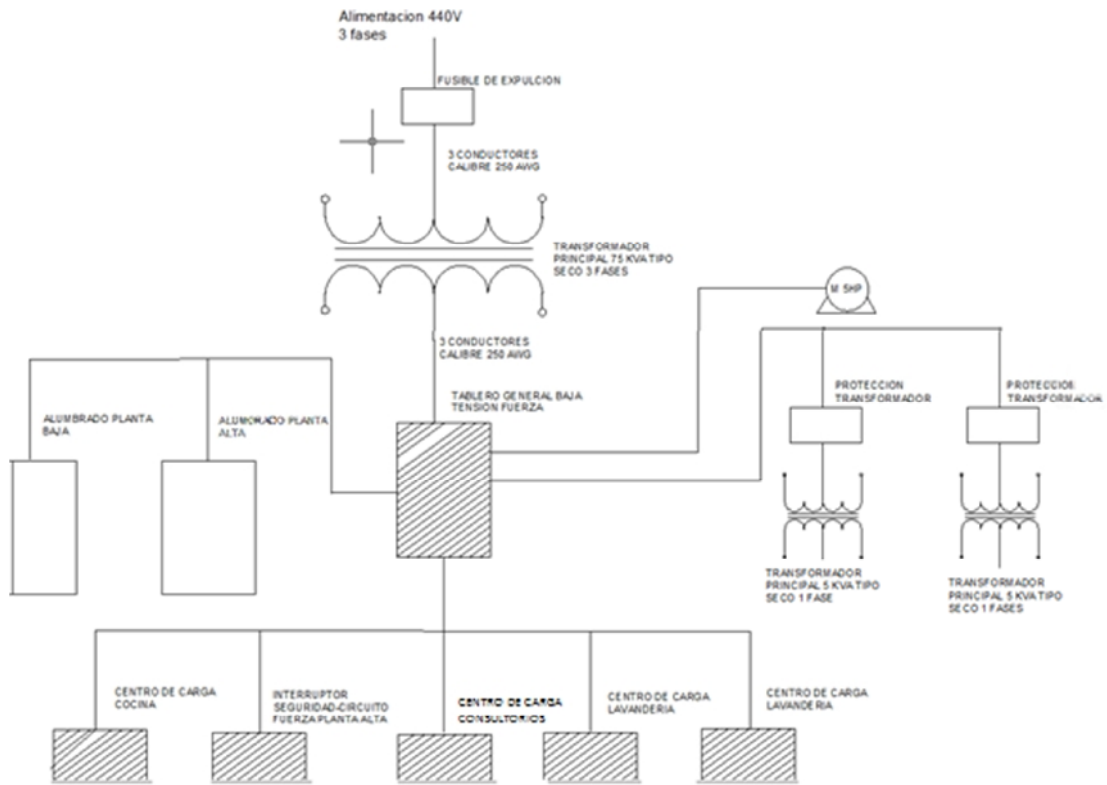 Alimentacion 440V
3 fases
FUSIBLE DE EXPULCION
3 CONDUCTORES
CALIBRE 250 AWG
TRANSFORMADOR
PRINCIPAL 75 KVA TIPO
SECO 3 FASES
M 5HP
3 CONDUCTORES
CALIBRE 250 AWG
TABLERO GENERAL BAJA
TENSION FUERZA
ALUMBRADO PLANTA
BAJA
ALUMBRADO PLANTA
ALTA
PROTECCION
TRANSFORMADOR
PROTECCION
TRANSFORMADOR
TRANSFORMADOR
PRINCIPAL 5 KVA TIPO
SECO 1 FASE
TRANSFORMADOR
PRINCIPAL 5 KVA TIPO
SECO 1 FASES
CENTRO DE CARGA
COCINA
INTERRUPTOR
SEGURIDAD-CIRCUITO
FUERZA PLANTA ALTA
CENTRO DE CARGA
CONSULTORIOS
CENTRO DE CARGA
LAVANDERIA
CENTRO DE CARGA
LAVANDERIA